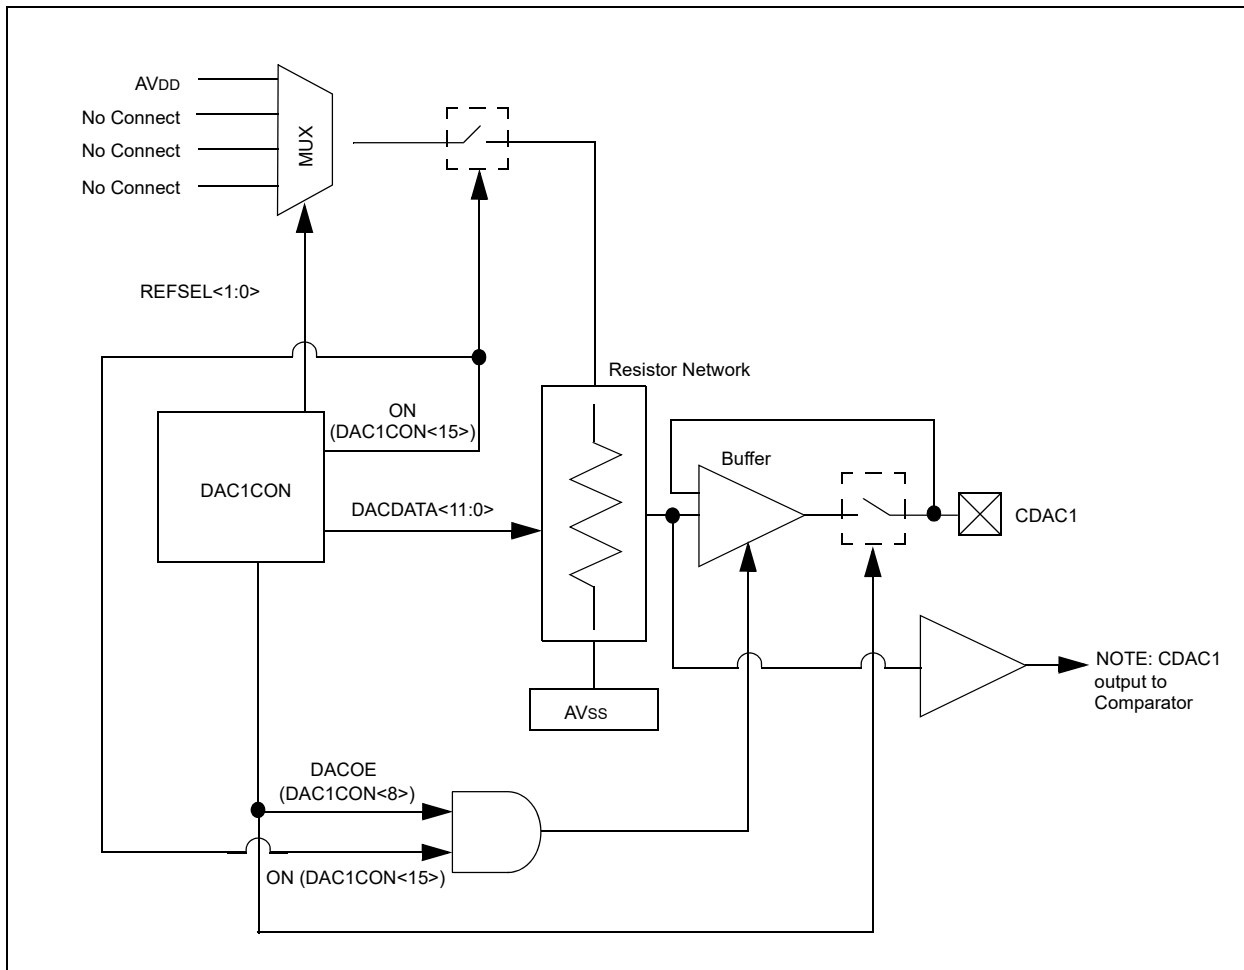 AVDD
No Connect
No Connect
No Connect
MUX
REFSEL<1:0>
Resistor Network
ON
(DAC1CON<15>)
DAC1CON
DACDATA<11:0>
Buffer
CDAC1
NOTE: CDAC1
output to
Comparator
AVSS
DACOE
(DAC1CON<8>)
ON (DAC1CON<15>)